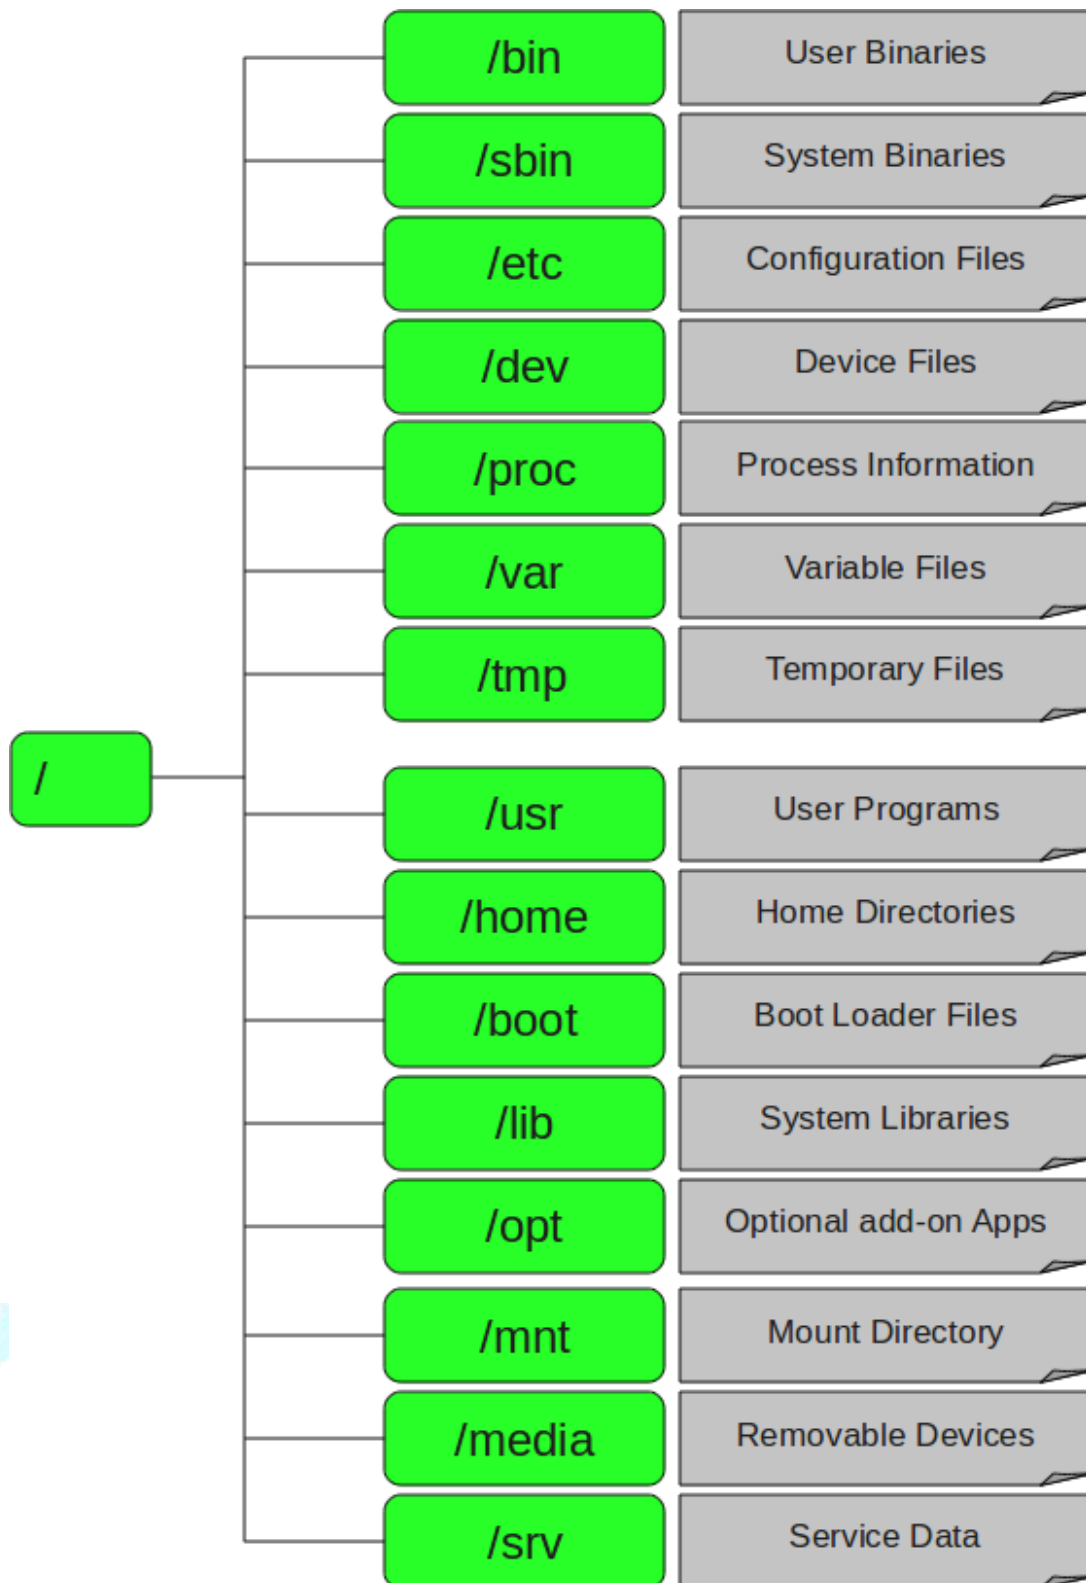 /bin User Binaries
/sbin System Binaries
/etc Configuration Files
/dev Device Files
/proc Process Information
/var Variable Files
/tmp Temporary Files
/
/usr User Programs
/home Home Directories
/boot Boot Loader Files
/lib System Libraries
/opt Optional add-on Apps
/mnt Mount Directory
/media Removable Devices
/srv Service Data